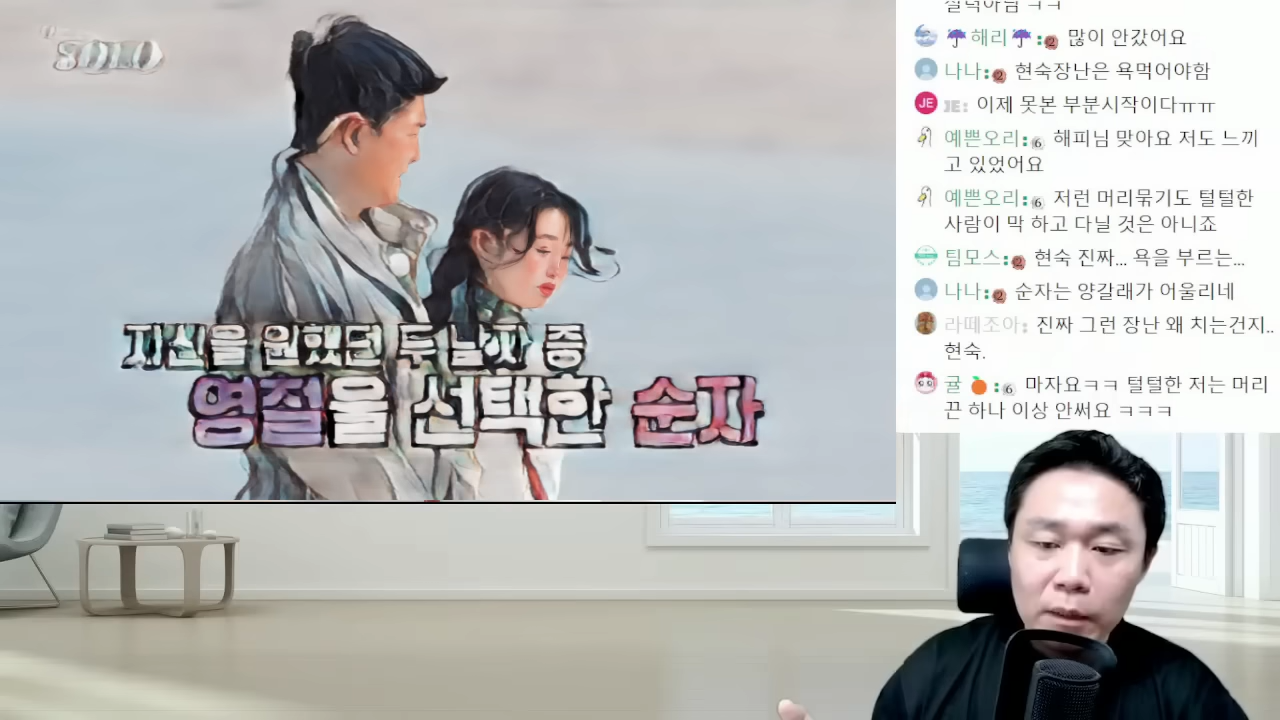 SOLO
자신을 원했던 두 남자 중
영철을 선택한 순자
해리 : 많이 안갔어요
나나: 현숙장난은 욕먹어야함
JE JE: 이제 못본 부분시작이다ㅠㅠ
예쁜오리: 해피님 맞아요 저도 느끼
고 있었어요
예쁜오리: 저런 머리묶기도 털털한
사람이 막 하고 다닐 것은 아니죠
팀모스: 현숙 진짜... 욕을 부르는...
나나: 순자는 양갈래가 어울리네
라떼조아: 진짜 그런 장난 왜 치는건지..
현숙.
귤 : 마자요ㅋㅋ 털털한 저는 머리
끈 하나 이상 안써요 ㅋㅋㅋ